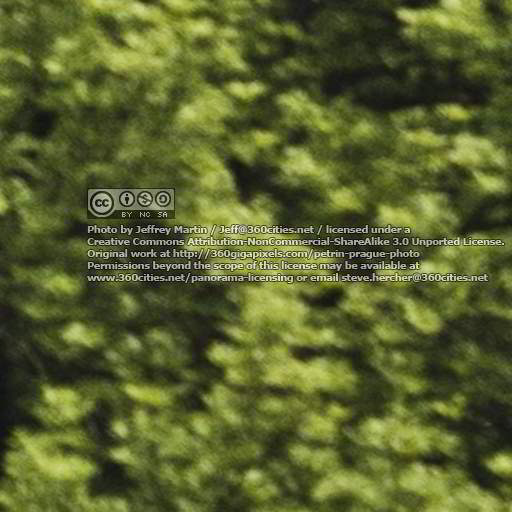 cc
BY NC SA
Photo by Jeffrey Martin / Jeff@360cities.net / licensed under a
Creative Commons Attribution-NonCommercial-ShareAlike 3.0 Unported License.
Original work at http://360gigapixels.com/petrin-prague-photo
Permissions beyond the scope of this license may be available at
www.360cities.net/panorama-licensing or email steve.hercher@360cities.net